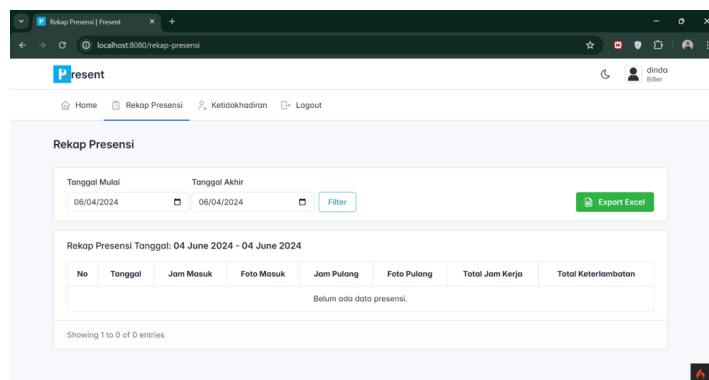 Rekap Presensi | Present
localhost:8080/rekap-presensi
Present
dinda
Biller
Home Rekap Presensi Ketidakhadiran Logout
Rekap Presensi
Tanggal Mulai Tanggal Akhir
06/04/2024 06/04/2024 Filter Export Excel
Rekap Presensi Tanggal: 04 June 2024 - 04 June 2024
No Tanggal Jam Masuk Foto Masuk Jam Pulang Foto Pulang Total Jam Kerja Total Keterlambatan
Belum ada data presensi.
Showing 1 to 0 of 0 entries